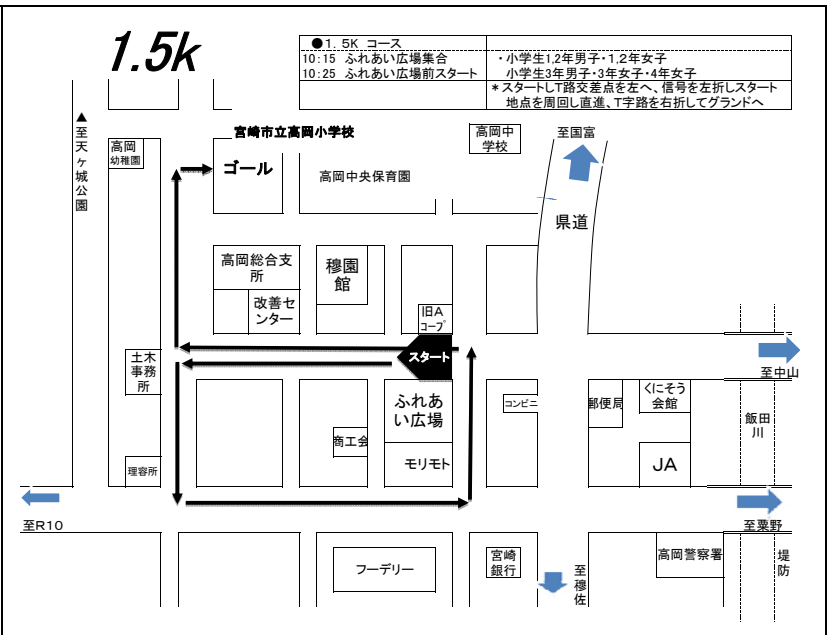 1.5k
●1．5K コース
10：15 ふれあい広場集合
・小学生1,2年男子・1,2年女子
10：25 ふれあい広場前スタート
小学生3年男子・3年女子・4年女子
＊スタートしT路交差点を左へ、信号を左折しスタート
地点を周回し直進、T字路を右折してグランドへ
▲至天ヶ城公園
宮崎市立高岡小学校
高岡中
学校
至国富
高岡
幼稚園
ゴール
高岡中央保育園
県道
高岡総合支
所
穆園
館
改善セ
ンター
旧A
コープ
スタート
土木
事務
所
至中山
ふれあ
い広場
コンビニ
郵便局
くにそう
会館
飯田
川
商工会
モリモト
JA
理容所
至R10
至粟野
フーデリー
宮崎
銀行
至穆佐
高岡警察署
堤防